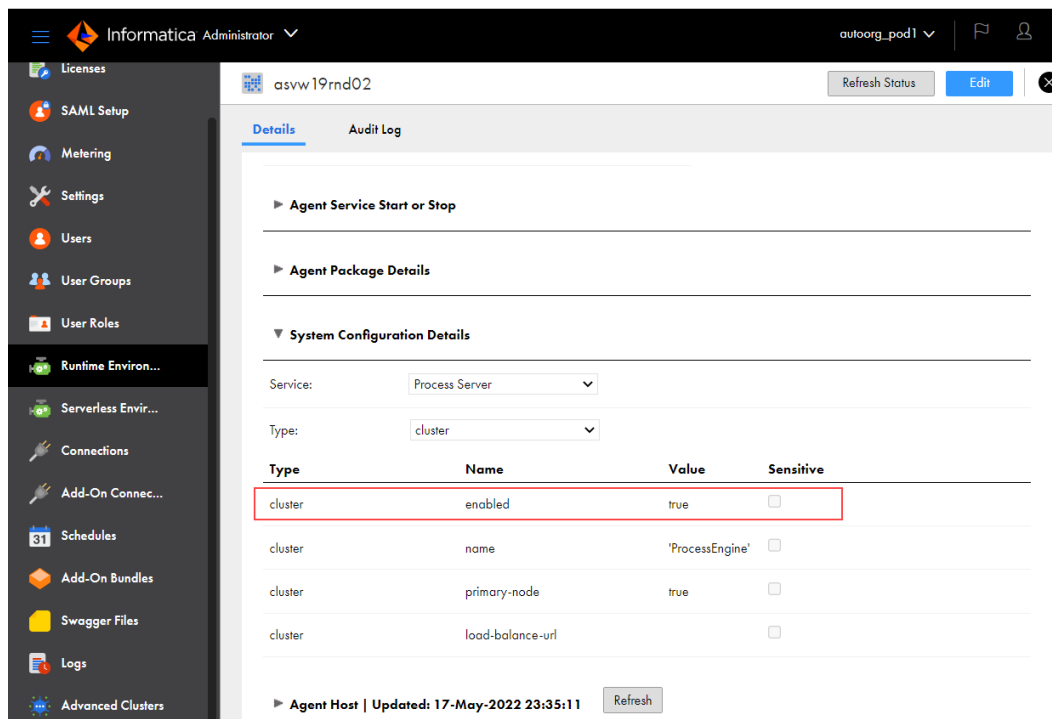 Informatica Administrator
autoorg_pod1
Licenses
SAML Setup
Metering
Settings
Users
User Groups
User Roles
Runtime Environ...
Serverless Envir...
Connections
Add-On Connec...
31 Schedules
Add-On Bundles
Swagger Files
Logs
Advanced Clusters
asvw19rnd02
Refresh Status
Edit
Details Audit Log
Agent Service Start or Stop
Agent Package Details
System Configuration Details
Service: Process Server
Type: cluster
Type Name Value Sensitive
cluster enabled true
cluster name 'ProcessEngine'
cluster primary-node true
cluster load-balance-url
Agent Host | Updated: 17-May-2022 23:35:11 Refresh